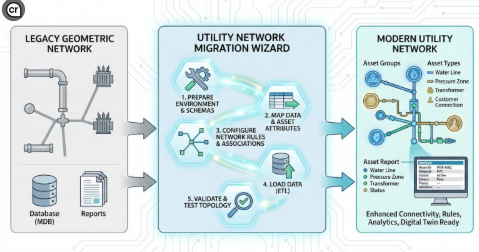 cr
LEGACY GEOMETRIC
NETWORK
Database
(MDB)
Reports
UTILITY NETWORK
MIGRATION WIZARD
1. PREPARE
ENVIRONMENT
& SCHEMAS
2. MAP DATA
& ASSET
ATTRIBUTES
3. CONFIGURE
NETWORK RULES
& ASSOCIATIONS
4. LOAD DATA
(ETL)
5. VALIDATE &
TEST TOPOLOGY
MODERN UTILITY
NETWORK
Asset Groups
Asset Types
Water Line
Pressure Zone
Transformer
Customer
Connection
Asset Report
Water Line
Pressure Zone
Transformer
Status
Enhanced Connectivity, Rules,
Analytics, Digital Twin Ready